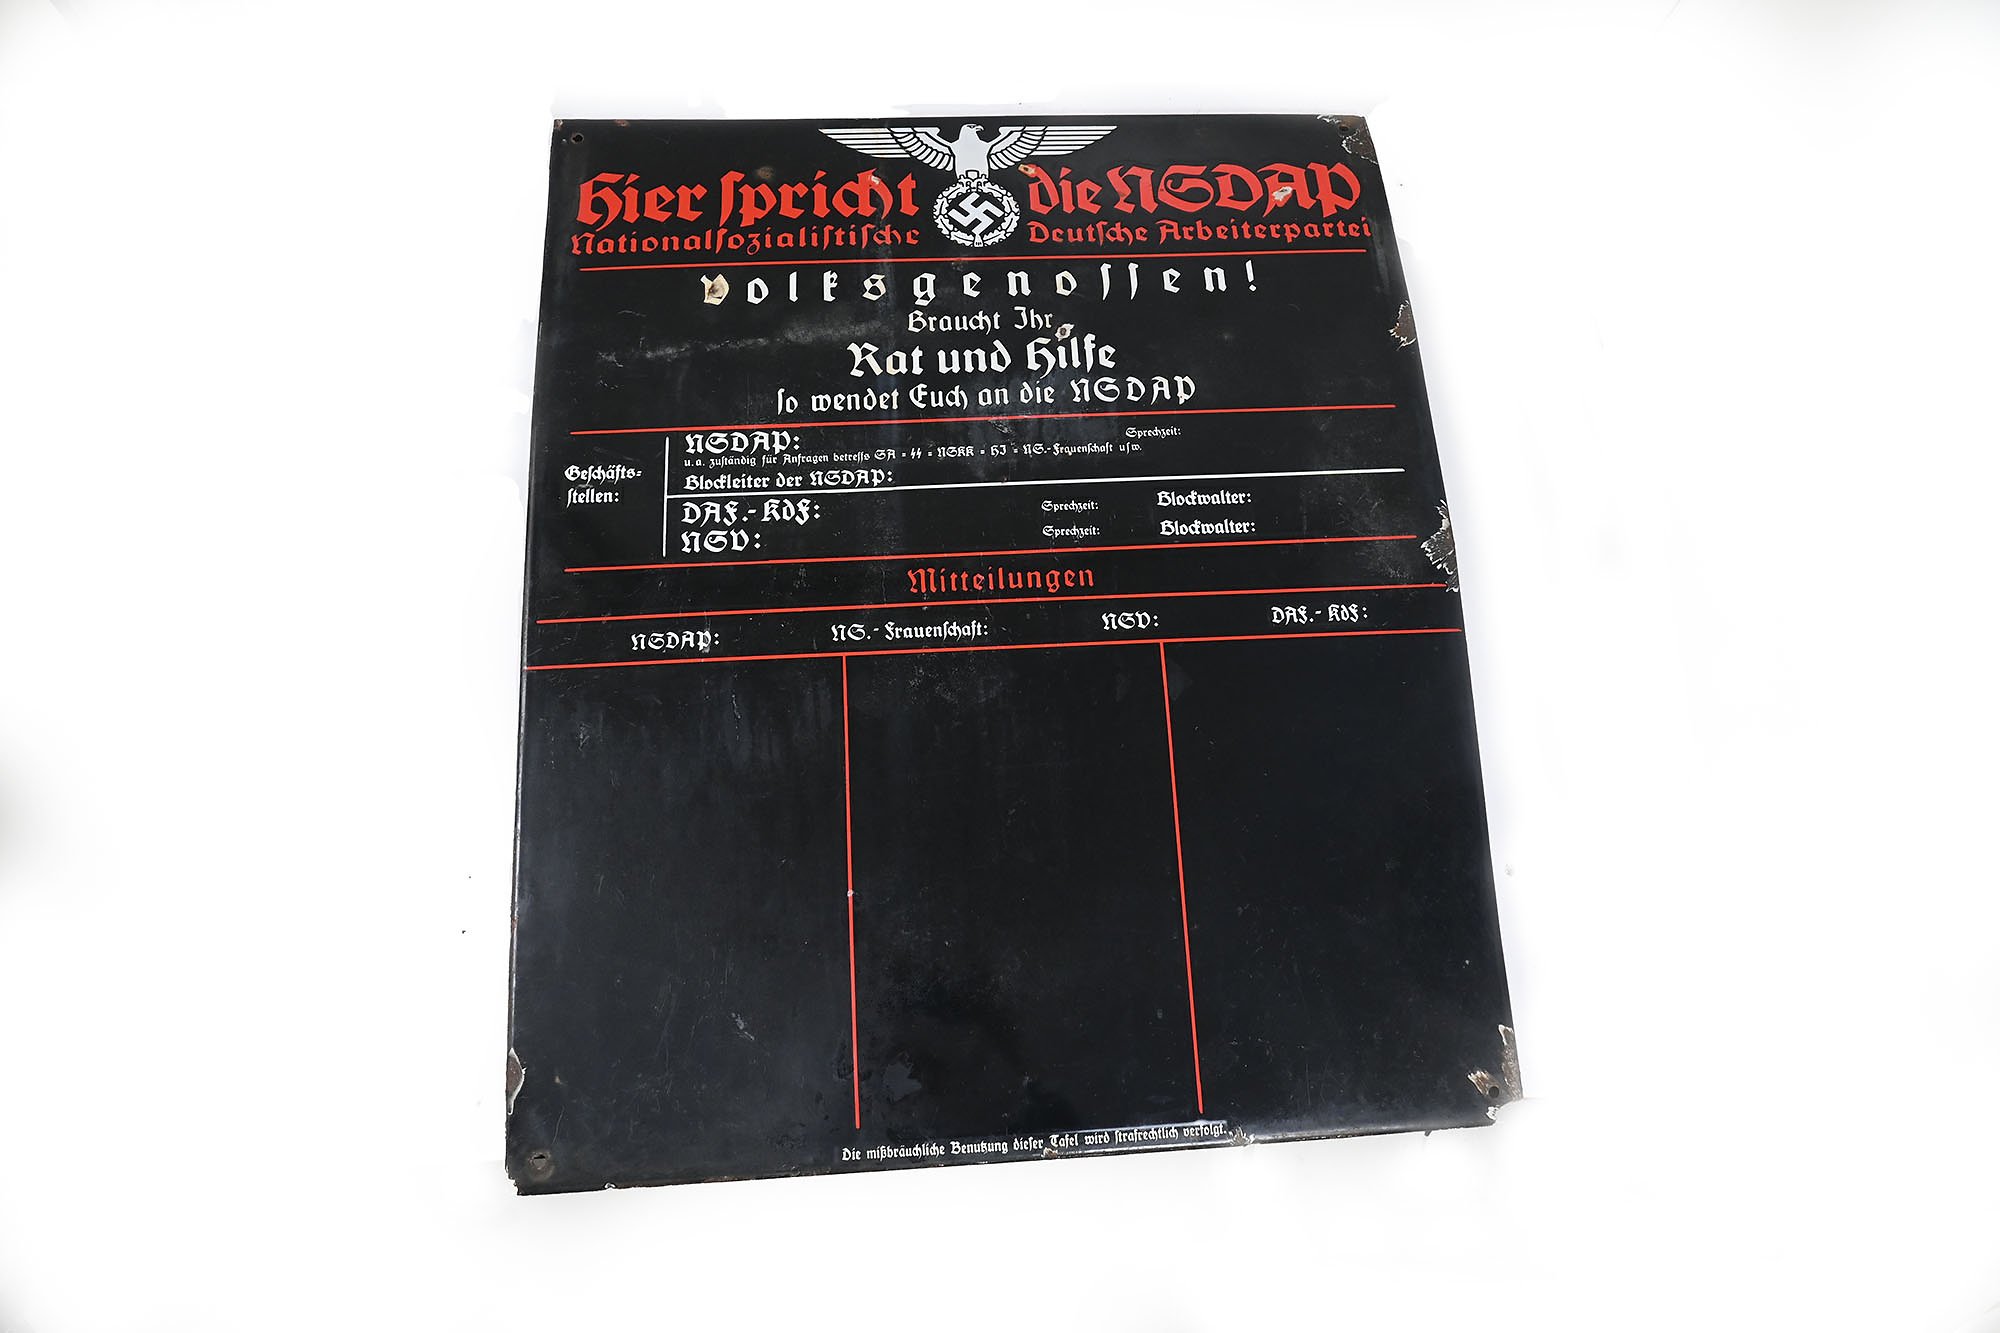 Hier spricht die NSDAP
Nationalsozialistische Deutsche Arbeiterpartei
Volksgenossen!
Braucht Ihr
Rat und Hilfe
so wendet Euch an die NSDAP
Geschäfts-
stellen:
NSDAP: Sprechzeit:
u. a. zuständig für Anfragen betreffs SA = SS = NSKK = HJ = NS.-Frauenschaft usw.
Blockleiter der NSDAP:
DAF.-KdF: Sprechzeit: Blockwalter:
NSV: Sprechzeit: Blockwalter:
Mitteilungen
NSDAP: NS.-Frauenschaft: NSV: DAF.-KdF:
Die mißbräuchliche Benutzung dieser Tafel wird strafrechtlich verfolgt.